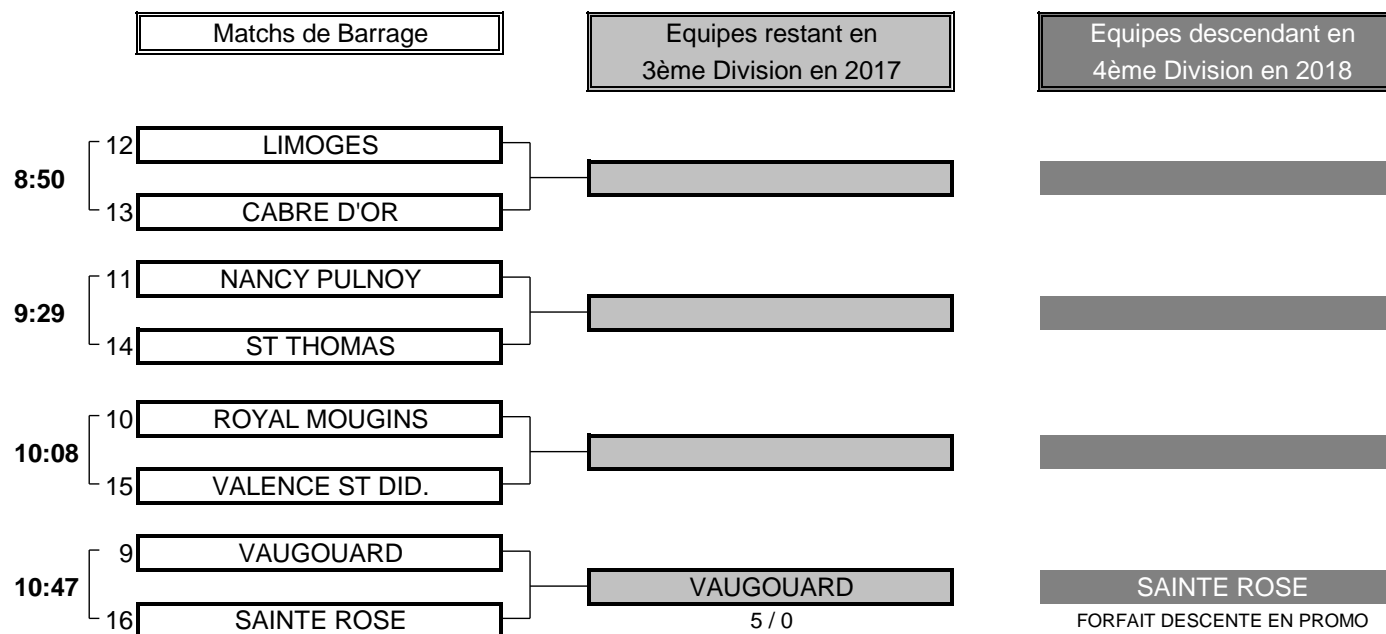 Matchs de Barrage
Equipes restant en
3ème Division en 2017
Equipes descendant en
4ème Division en 2018
12 LIMOGES
8:50
13 CABRE D'OR
11 NANCY PULNOY
9:29
14 ST THOMAS
10 ROYAL MOUGINS
10:08
15 VALENCE ST DID.
9 VAUGOUARD
10:47 VAUGOUARD SAINTE ROSE
16 SAINTE ROSE 5 / 0 FORFAIT DESCENTE EN PROMO